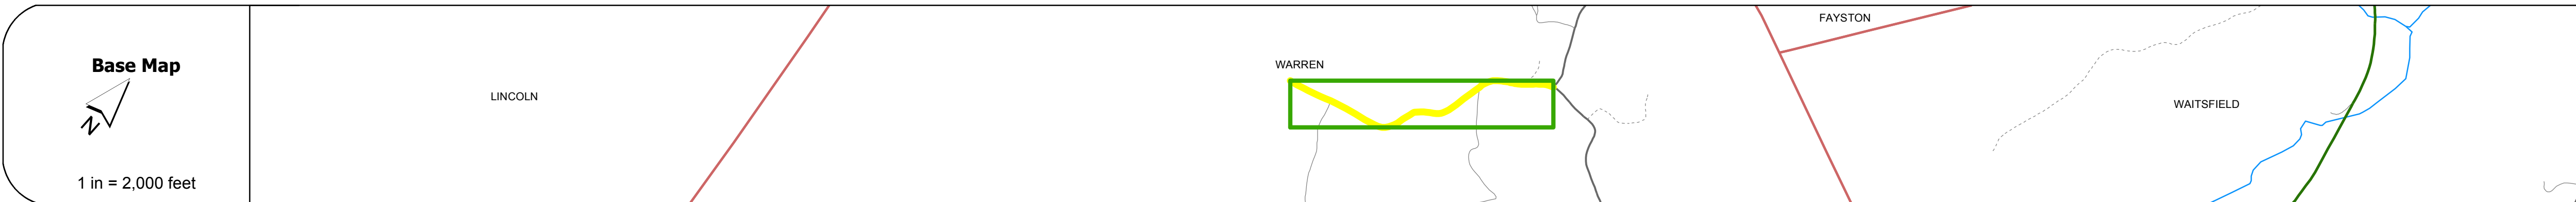 Base Map
N
1 in = 2,000 feet
LINCOLN
WARREN
FAYSTON
WAITSFIELD